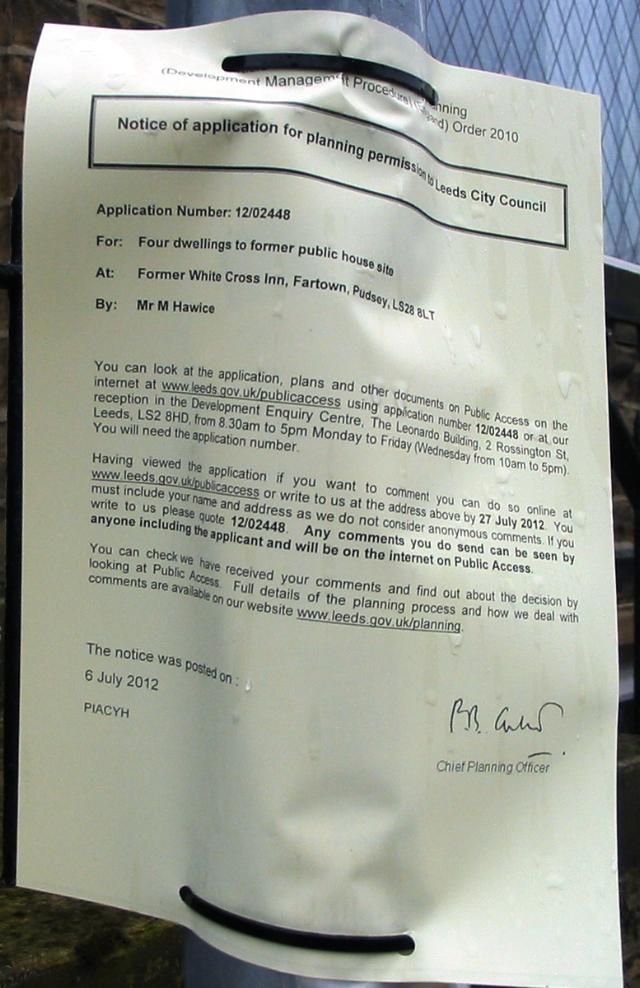 (Development Management Procedure) (England) Order 2010
Notice of application for planning permission to Leeds City Council
Application Number: 12/02448
For: Four dwellings to former public house site
At: Former White Cross Inn, Fartown, Pudsey, LS28 8LT
By: Mr M Hawice
You can look at the application, plans and other documents on Public Access on the
internet at www.leeds.gov.uk/publicaccess using application number 12/02448 or at our
reception in the Development Enquiry Centre, The Leonardo Building, 2 Rossington St,
Leeds, LS2 8HD, from 8.30am to 5pm Monday to Friday (Wednesday from 10am to 5pm).
You will need the application number.
Having viewed the application if you want to comment you can do so online at
www.leeds.gov.uk/publicaccess or write to us at the address above by 27 July 2012. You
must include your name and address as we do not consider anonymous comments. If you
write to us please quote 12/02448. Any comments you do send can be seen by
anyone including the applicant and will be on the internet on Public Access.
You can check we have received your comments and find out about the decision by
looking at Public Access. Full details of the planning process and how we deal with
comments are available on our website www.leeds.gov.uk/planning.
The notice was posted on :
6 July 2012
PIACYH
Chief Planning Officer